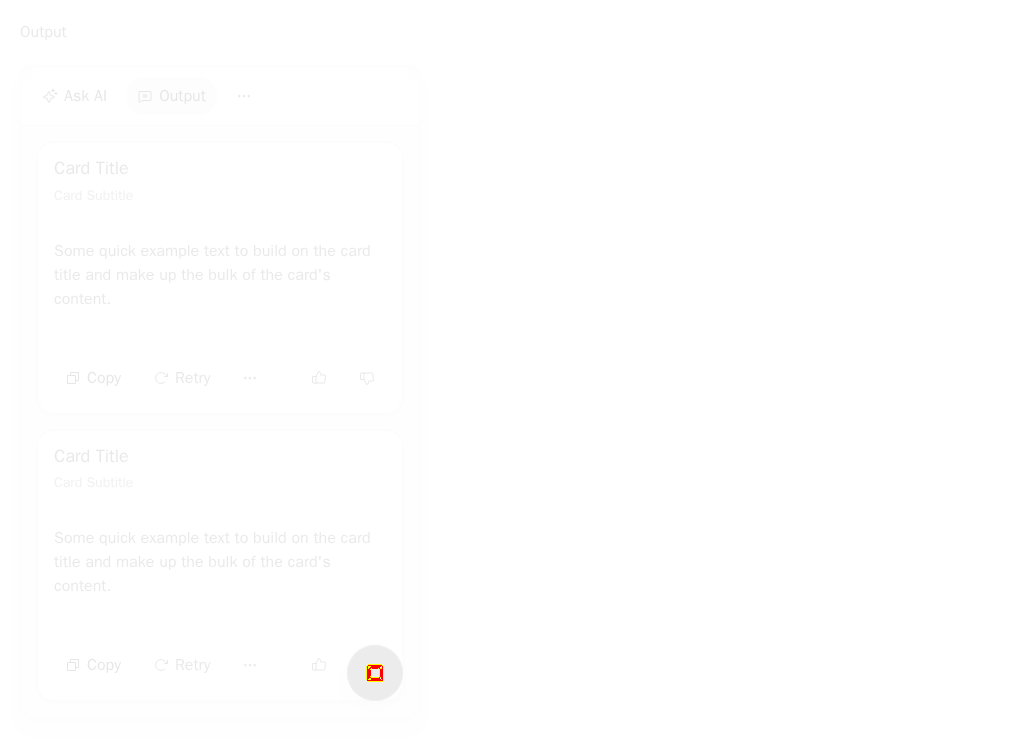 Output
Ask AI Output
Card Title
Card Subtitle
Some quick example text to build on the card
title and make up the bulk of the card's
content.
Copy Retry
Card Title
Card Subtitle
Some quick example text to build on the card
title and make up the bulk of the card's
content.
Copy Retry